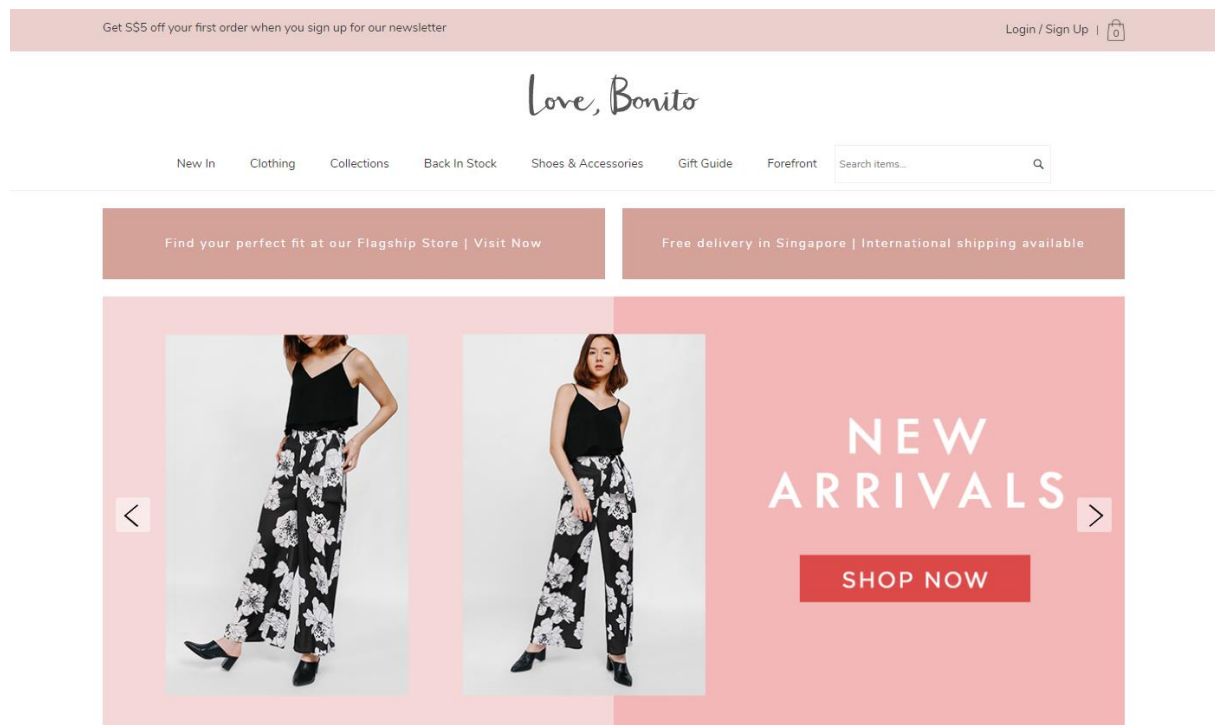 Get S$5 off your first order when you sign up for our newsletter
Login / Sign Up | 0
Love, Bonito
New In Clothing Collections Back In Stock Shoes & Accessories Gift Guide Forefront Search items...
Find your perfect fit at our Flagship Store | Visit Now
Free delivery in Singapore | International shipping available
NEW
ARRIVALS
SHOP NOW